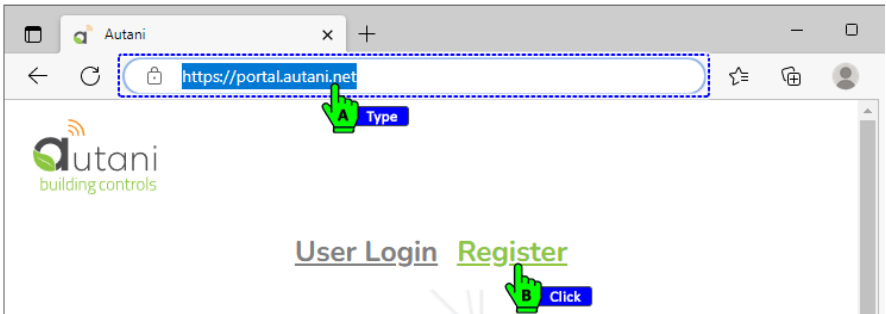 Autani
https://portal.autani.net
A Type
autani
building controls
User Login Register
B Click